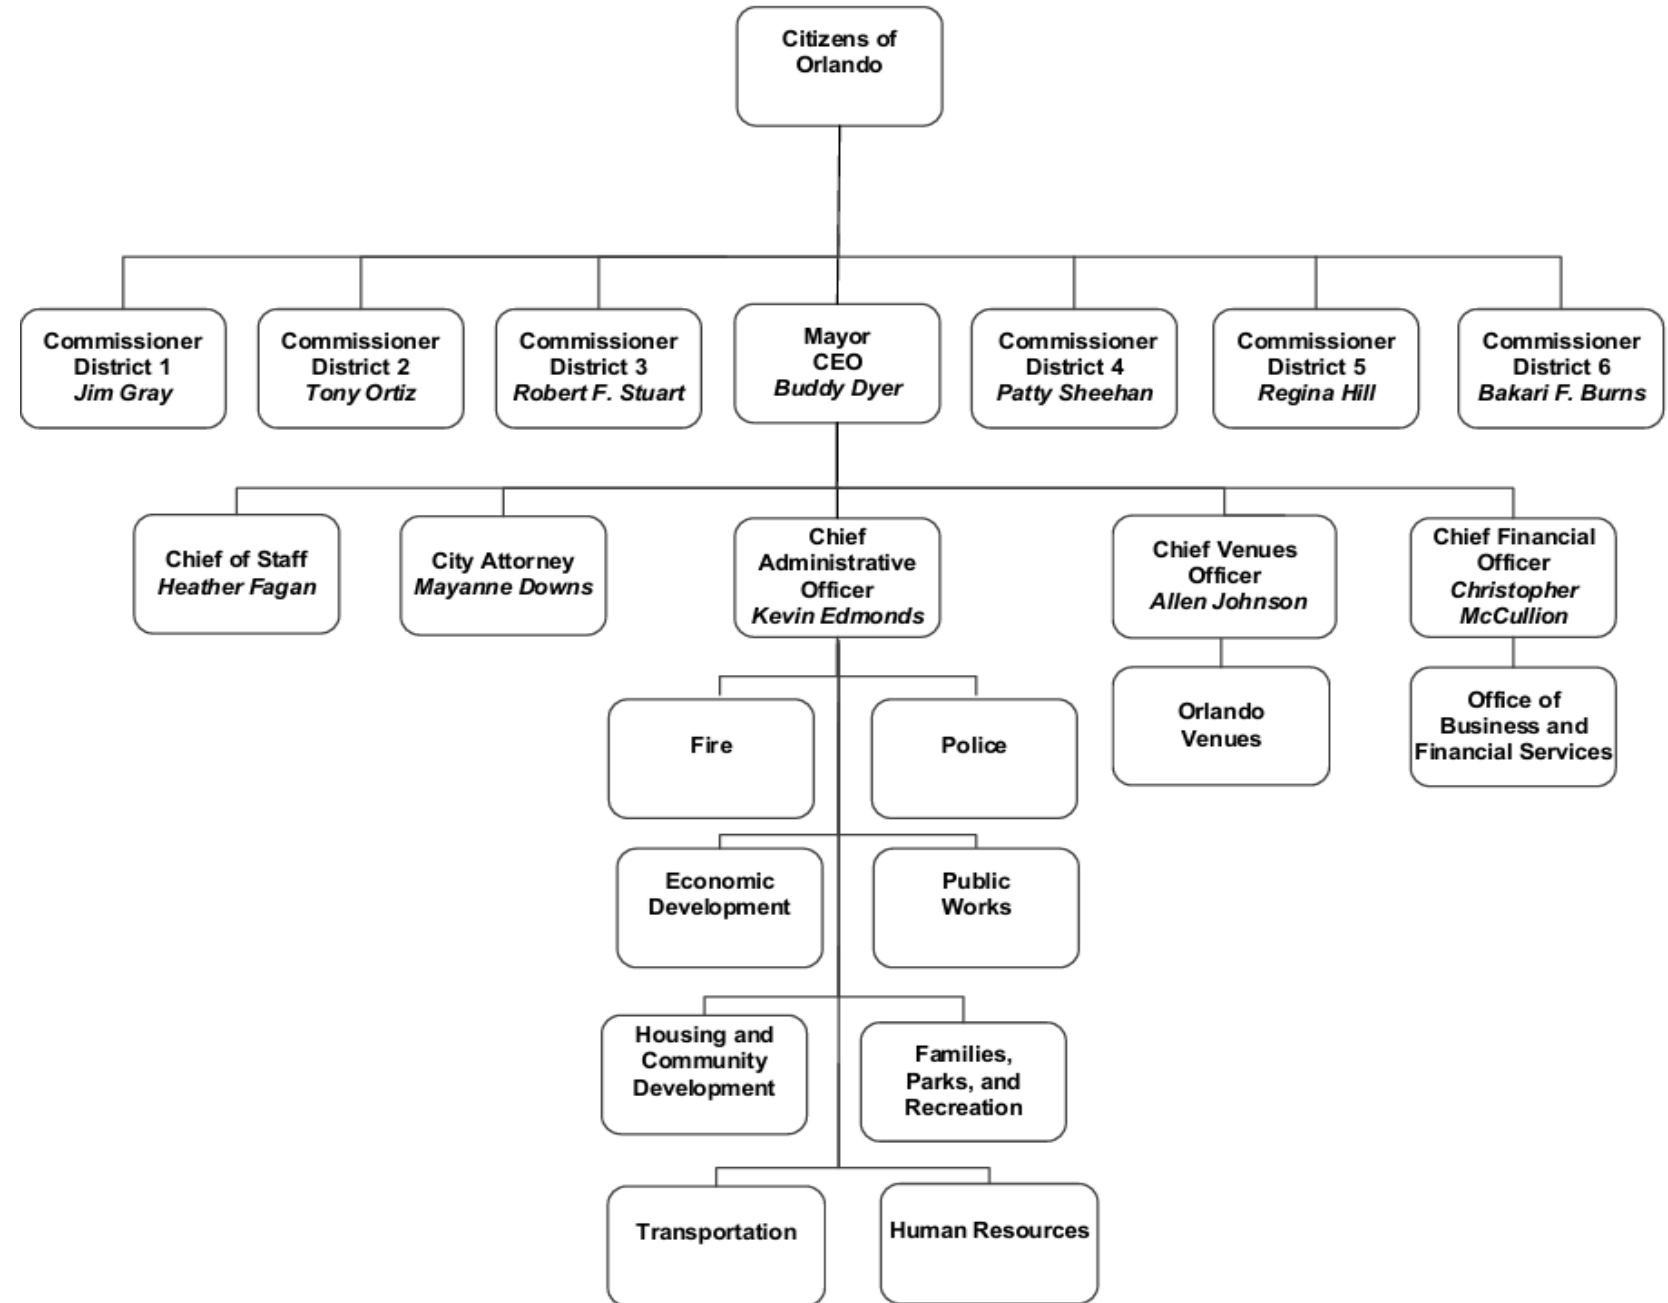 Citizens of
Orlando
Commissioner
District 1
Jim Gray
Commissioner
District 2
Tony Ortiz
Commissioner
District 3
Robert F. Stuart
Mayor
CEO
Buddy Dyer
Commissioner
District 4
Patty Sheehan
Commissioner
District 5
Regina Hill
Commissioner
District 6
Bakari F. Burns
Chief of Staff
Heather Fagan
City Attorney
Mayanne Downs
Chief
Administrative
Officer
Kevin Edmonds
Chief Venues
Officer
Allen Johnson
Chief Financial
Officer
Christopher
McCullion
Fire
Police
Orlando
Venues
Office of
Business and
Financial Services
Economic
Development
Public
Works
Housing and
Community
Development
Families,
Parks, and
Recreation
Transportation
Human Resources